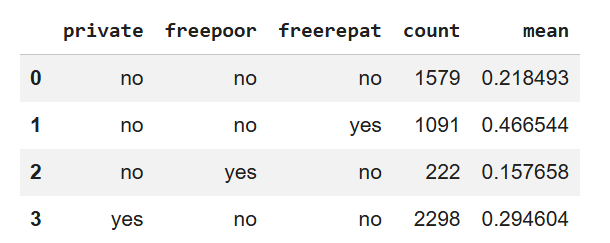 private freepoor freerepat count mean
0 no no no 1579 0.218493
1 no no yes 1091 0.466544
2 no yes no 222 0.157658
3 yes no no 2298 0.294604